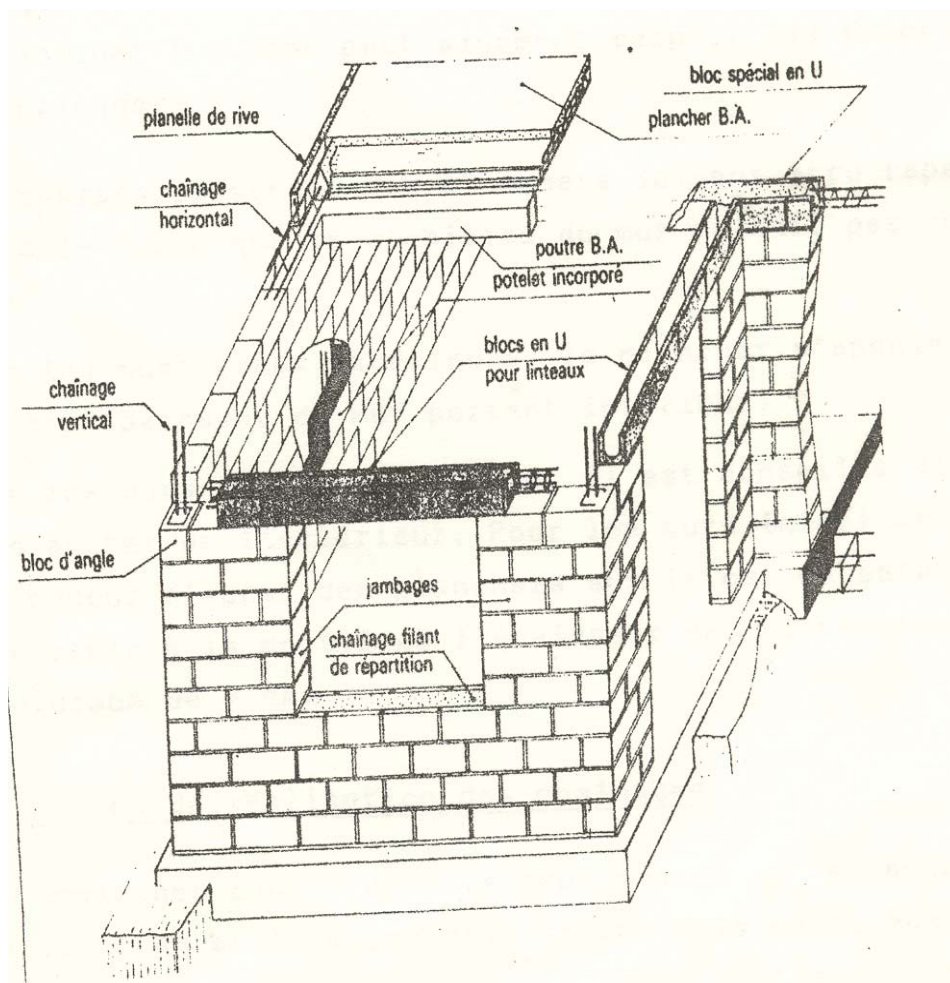 bloc spécial en U
plancher B.A.
planelle de rive
chaînage
horizontal
poutre B.A.
potelet incorporé
blocs en U
pour linteaux
chaînage
vertical
bloc d'angle
jambages
chaînage filant
de répartition